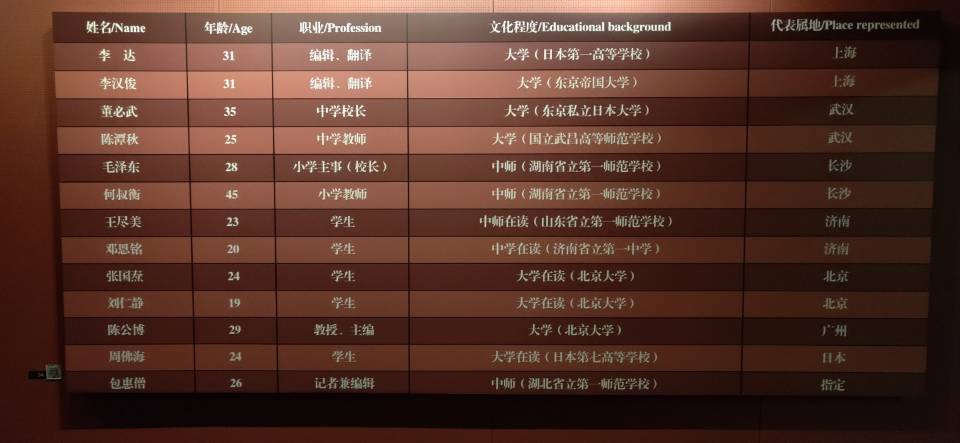 姓名/Name 年龄/Age 职业/Profession 文化程度/Educational background 代表属地/Place represented
李 达 31 编辑、翻译 大学(日本第一高等学校) 上海
李汉俊 31 编辑、翻译 大学(东京帝国大学) 上海
董必武 35 中学校长 大学(东京私立日本大学) 武汉
陈潭秋 25 中学教师 大学(国立武昌高等师范学校) 武汉
毛泽东 28 小学主事(校长) 中师(湖南省立第一师范学校) 长沙
何叔衡 45 小学教师 中师(湖南省立第一师范学校) 长沙
王尽美 23 学生 中师在读(山东省立第一师范学校) 济南
邓恩铭 20 学生 中学在读(济南省立第一中学) 济南
张国焘 24 学生 大学在读(北京大学) 北京
刘仁静 19 学生 大学在读(北京大学) 北京
陈公博 29 教授、主编 大学(北京大学) 广州
周佛海 24 学生 大学在读(日本第七高等学校) 日本
包惠僧 26 记者兼编辑 中师(湖北省立第一师范学校) 指定